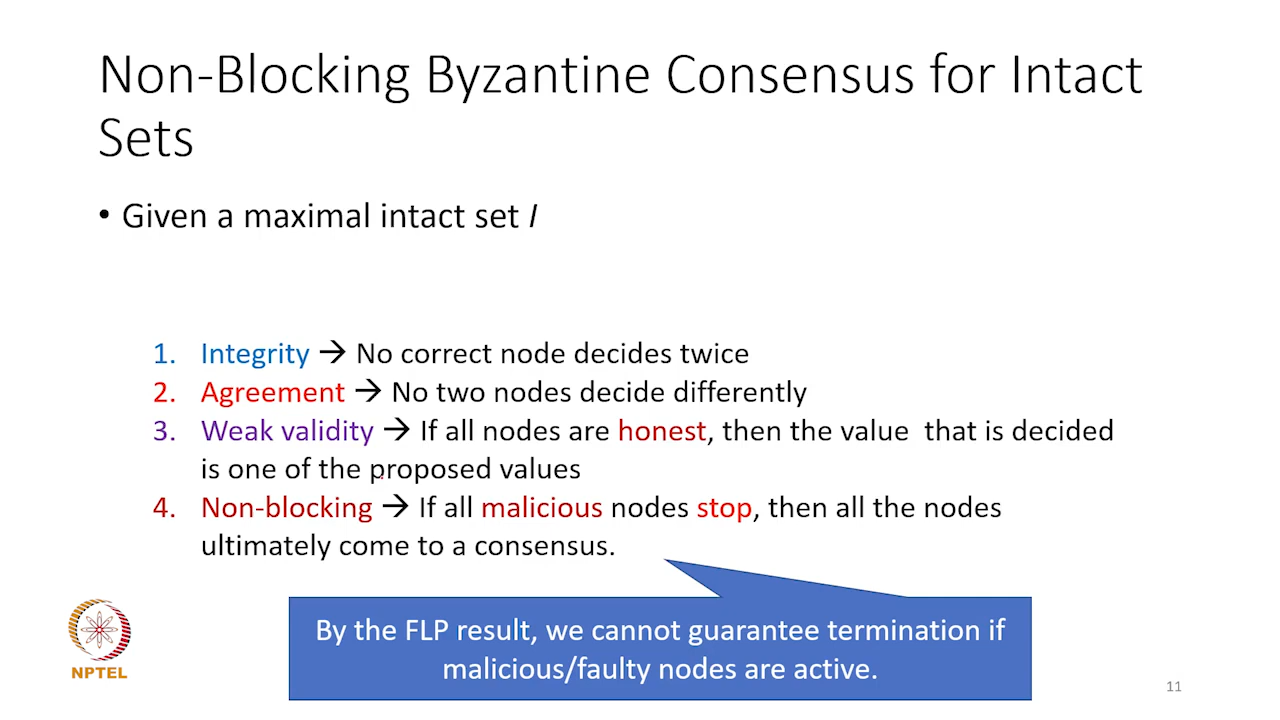 Non-Blocking Byzantine Consensus for Intact
Sets
• Given a maximal intact set I
1. Integrity → No correct node decides twice
2. Agreement → No two nodes decide differently
3. Weak validity → If all nodes are honest, then the value that is decided
is one of the proposed values
4. Non-blocking → If all malicious nodes stop, then all the nodes
ultimately come to a consensus.
By the FLP result, we cannot guarantee termination if
malicious/faulty nodes are active.
NPTEL
11